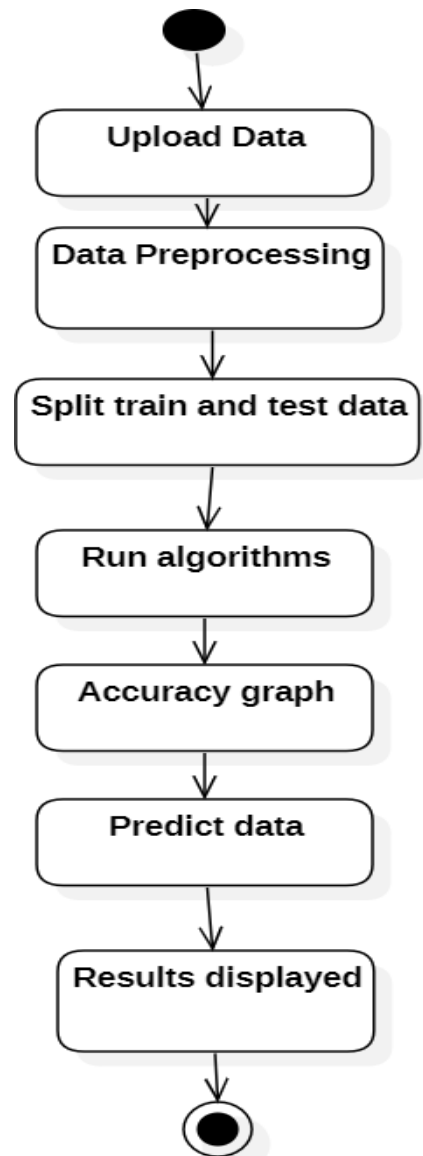 Upload Data
Data Preprocessing
Split train and test data
Run algorithms
Accuracy graph
Predict data
Results displayed